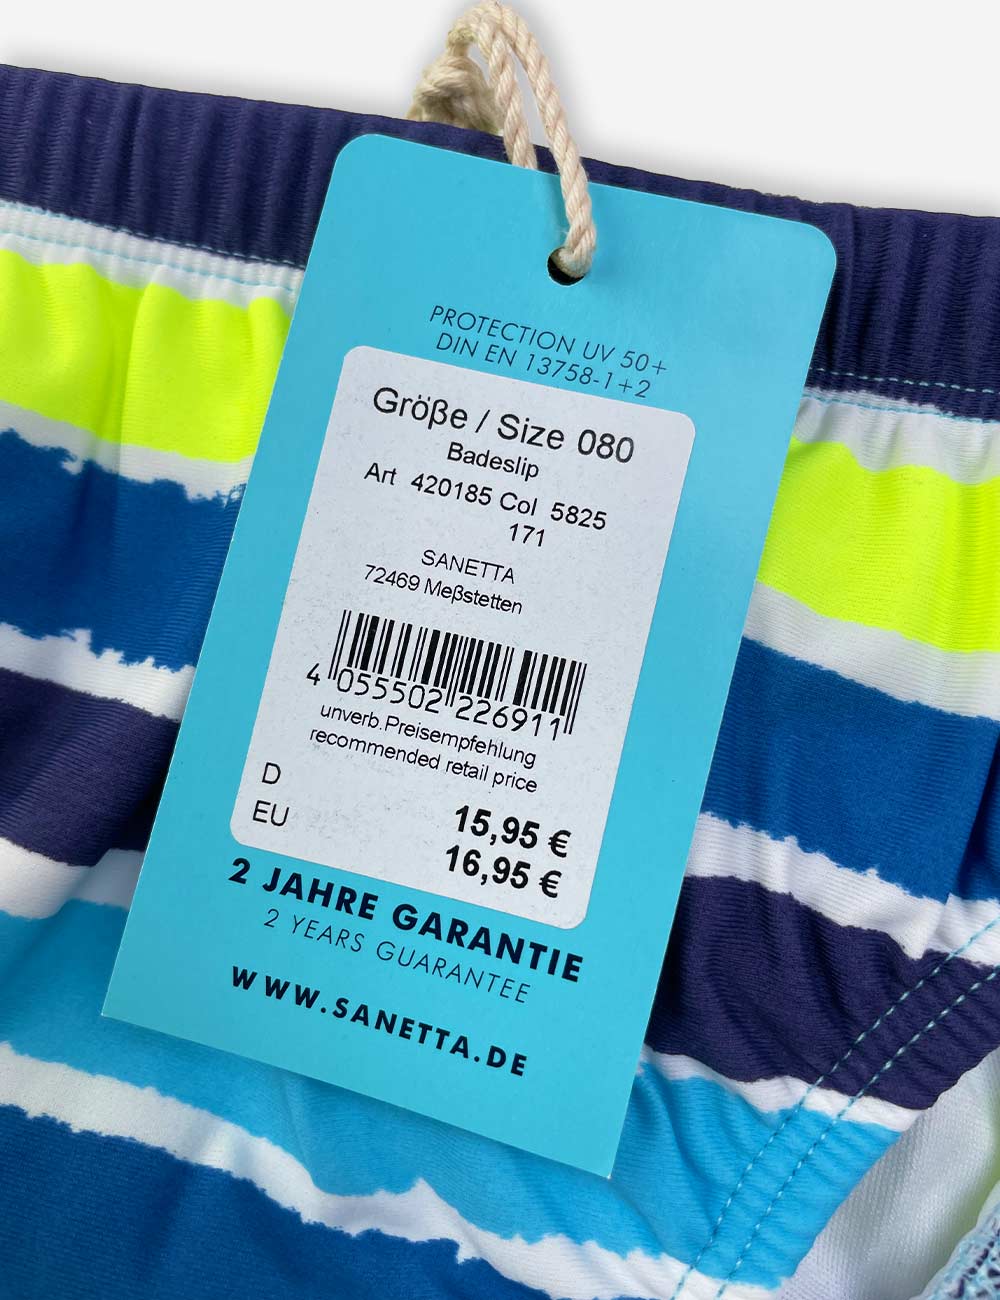 PROTECTION UV 50+
DIN EN 13758-1+2
Größe / Size 080
Badeslip
Art 420185 Col 5825
171
SANETTA
72469 Meßstetten
4 055502 226911
unverb.Preisempfehlung
recommended retail price
D 15,95 €
EU 16,95 €
2 JAHRE GARANTIE
2 YEARS GUARANTEE
WWW.SANETTA.DE